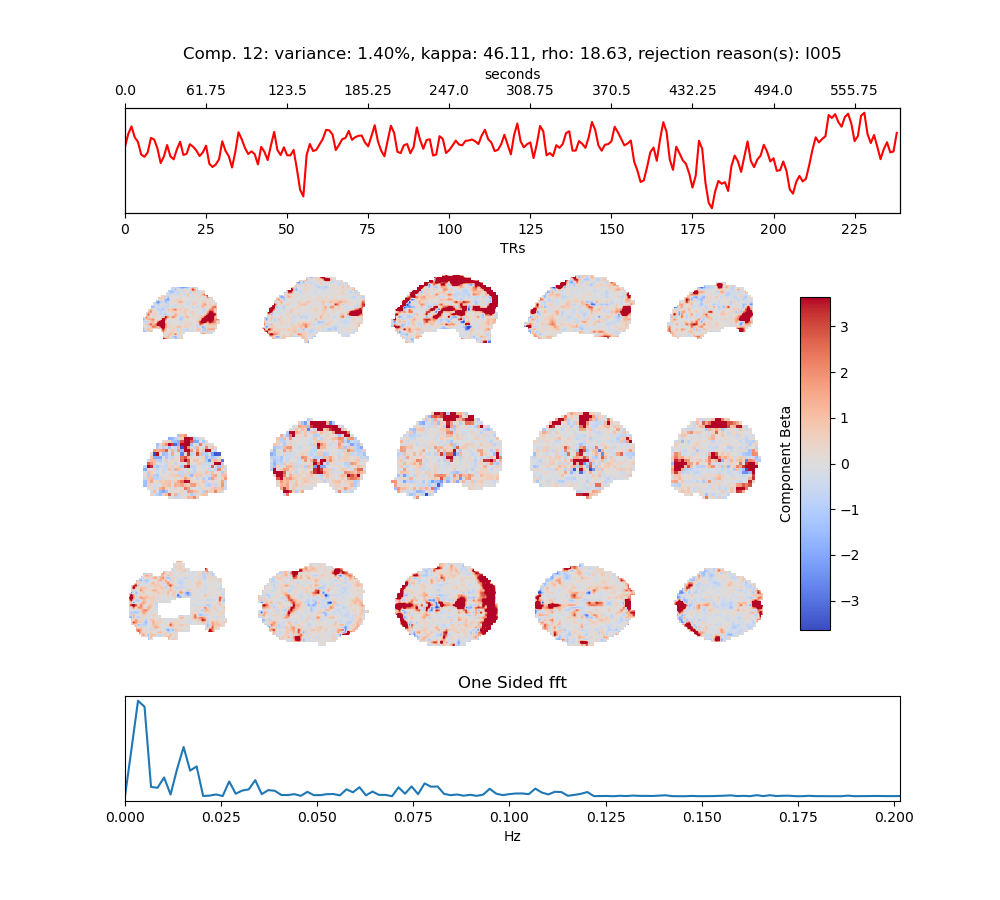 Comp. 12: variance: 1.40%, kappa: 46.11, rho: 18.63, rejection reason(s): I005
seconds
0.0 61.75 123.5 185.25 247.0 308.75 370.5 432.25 494.0 555.75
0 25 50 75 100 125 150 175 200 225
TRs
3
2
1
0
−1
−2
−3
Component Beta
One Sided fft
0.000 0.025 0.050 0.075 0.100 0.125 0.150 0.175 0.200
Hz